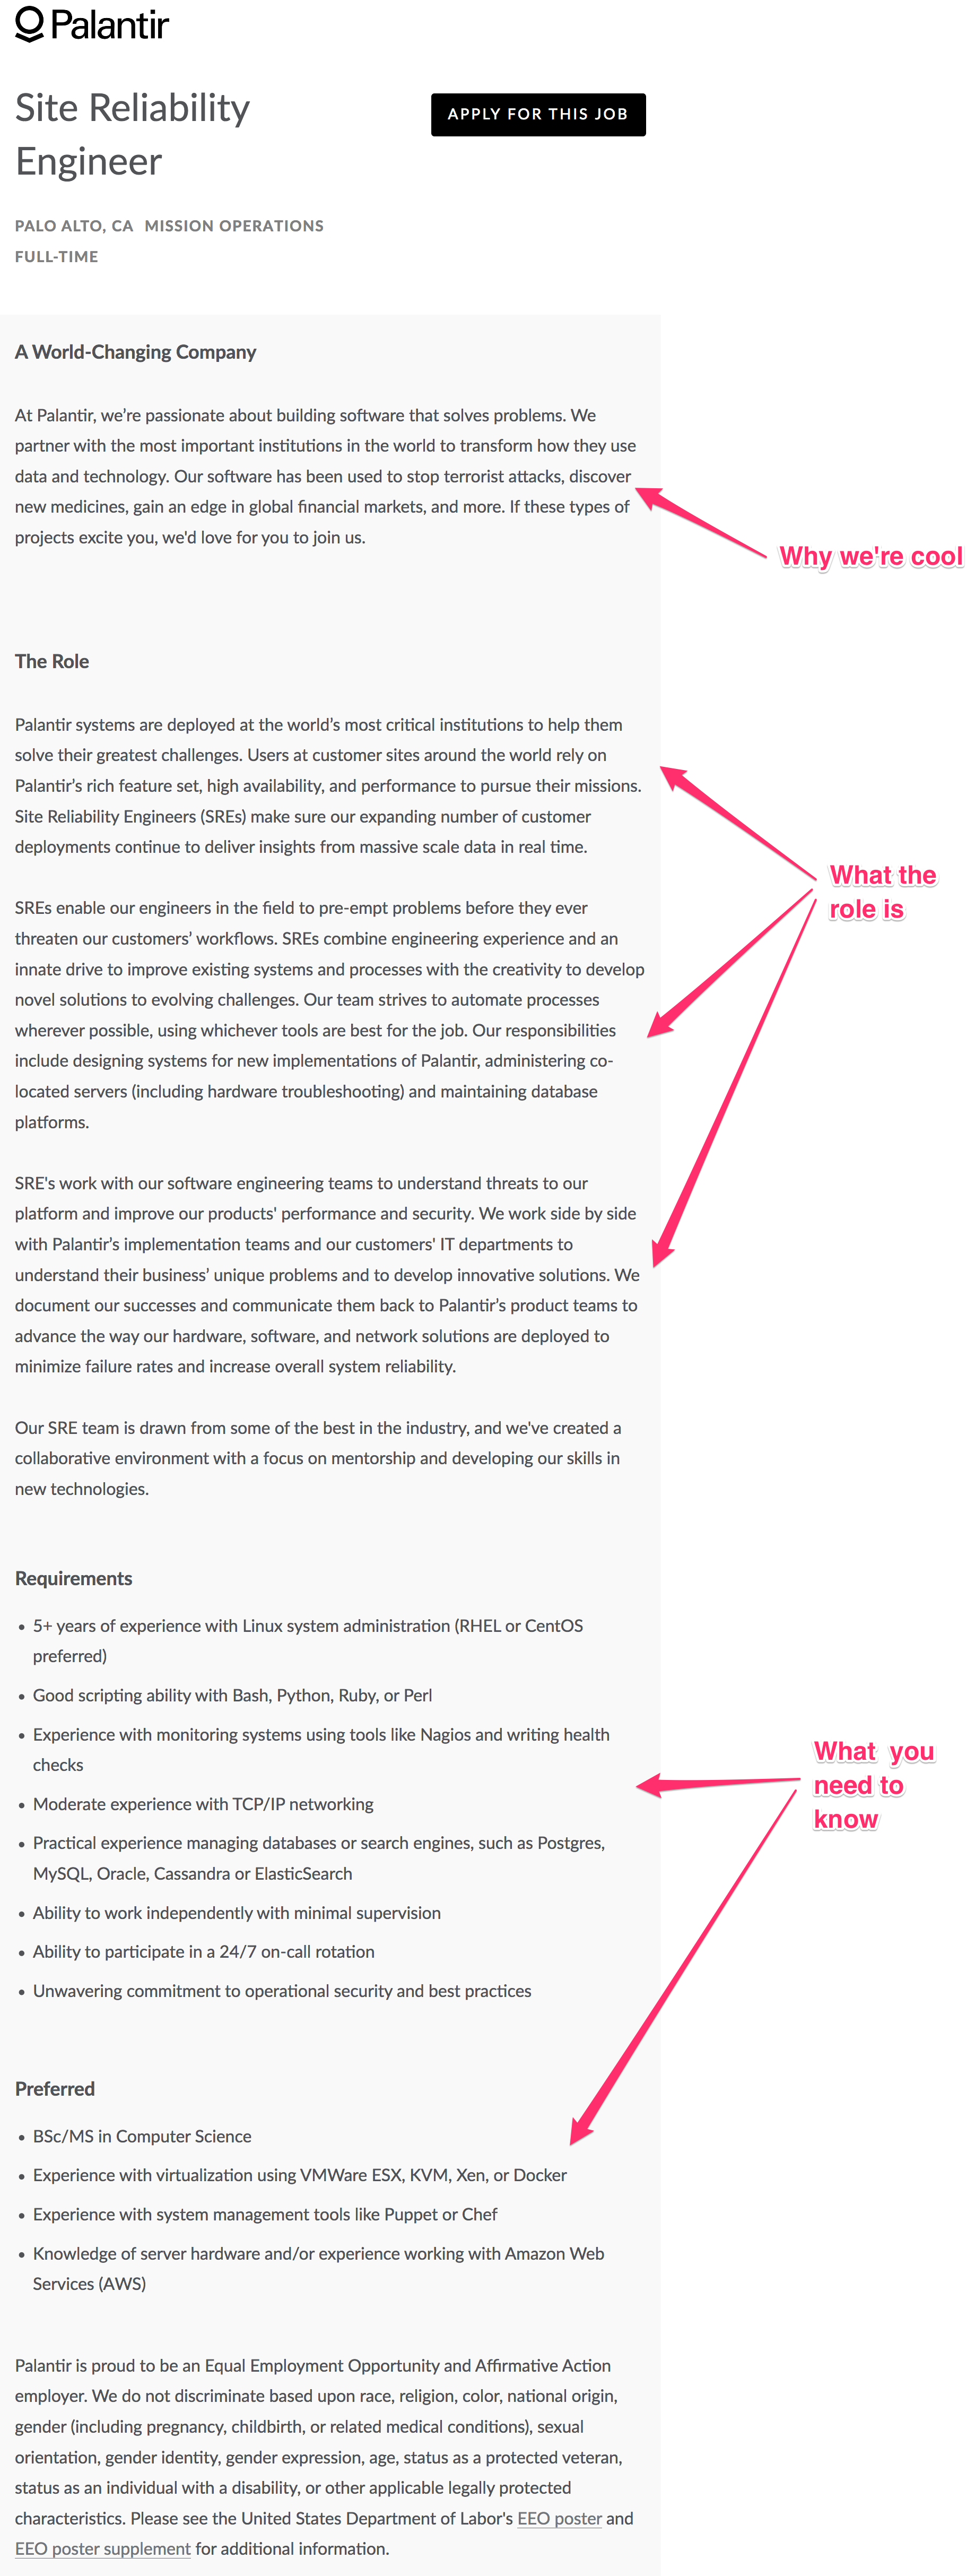 Palantir
Site Reliability
Engineer
APPLY FOR THIS JOB
PALO ALTO, CA MISSION OPERATIONS
FULL-TIME
A World-Changing Company
At Palantir, we’re passionate about building software that solves problems. We
partner with the most important institutions in the world to transform how they use
data and technology. Our software has been used to stop terrorist attacks, discover
new medicines, gain an edge in global financial markets, and more. If these types of
projects excite you, we'd love for you to join us.
Why we're cool
The Role
Palantir systems are deployed at the world’s most critical institutions to help them
solve their greatest challenges. Users at customer sites around the world rely on
Palantir’s rich feature set, high availability, and performance to pursue their missions.
Site Reliability Engineers (SREs) make sure our expanding number of customer
deployments continue to deliver insights from massive scale data in real time.
What the
role is
SREs enable our engineers in the field to pre-empt problems before they ever
threaten our customers’ workflows. SREs combine engineering experience and an
innate drive to improve existing systems and processes with the creativity to develop
novel solutions to evolving challenges. Our team strives to automate processes
wherever possible, using whichever tools are best for the job. Our responsibilities
include designing systems for new implementations of Palantir, administering co-
located servers (including hardware troubleshooting) and maintaining database
platforms.
SRE's work with our software engineering teams to understand threats to our
platform and improve our products' performance and security. We work side by side
with Palantir’s implementation teams and our customers' IT departments to
understand their business’ unique problems and to develop innovative solutions. We
document our successes and communicate them back to Palantir’s product teams to
advance the way our hardware, software, and network solutions are deployed to
minimize failure rates and increase overall system reliability.
Our SRE team is drawn from some of the best in the industry, and we've created a
collaborative environment with a focus on mentorship and developing our skills in
new technologies.
Requirements
• 5+ years of experience with Linux system administration (RHEL or CentOS
preferred)
• Good scripting ability with Bash, Python, Ruby, or Perl
• Experience with monitoring systems using tools like Nagios and writing health
checks
• Moderate experience with TCP/IP networking
• Practical experience managing databases or search engines, such as Postgres,
MySQL, Oracle, Cassandra or ElasticSearch
• Ability to work independently with minimal supervision
• Ability to participate in a 24/7 on-call rotation
• Unwavering commitment to operational security and best practices
What you
need to
know
Preferred
• BSc/MS in Computer Science
• Experience with virtualization using VMWare ESX, KVM, Xen, or Docker
• Experience with system management tools like Puppet or Chef
• Knowledge of server hardware and/or experience working with Amazon Web
Services (AWS)
Palantir is proud to be an Equal Employment Opportunity and Affirmative Action
employer. We do not discriminate based upon race, religion, color, national origin,
gender (including pregnancy, childbirth, or related medical conditions), sexual
orientation, gender identity, gender expression, age, status as a protected veteran,
status as an individual with a disability, or other applicable legally protected
characteristics. Please see the United States Department of Labor's EEO poster and
EEO poster supplement for additional information.